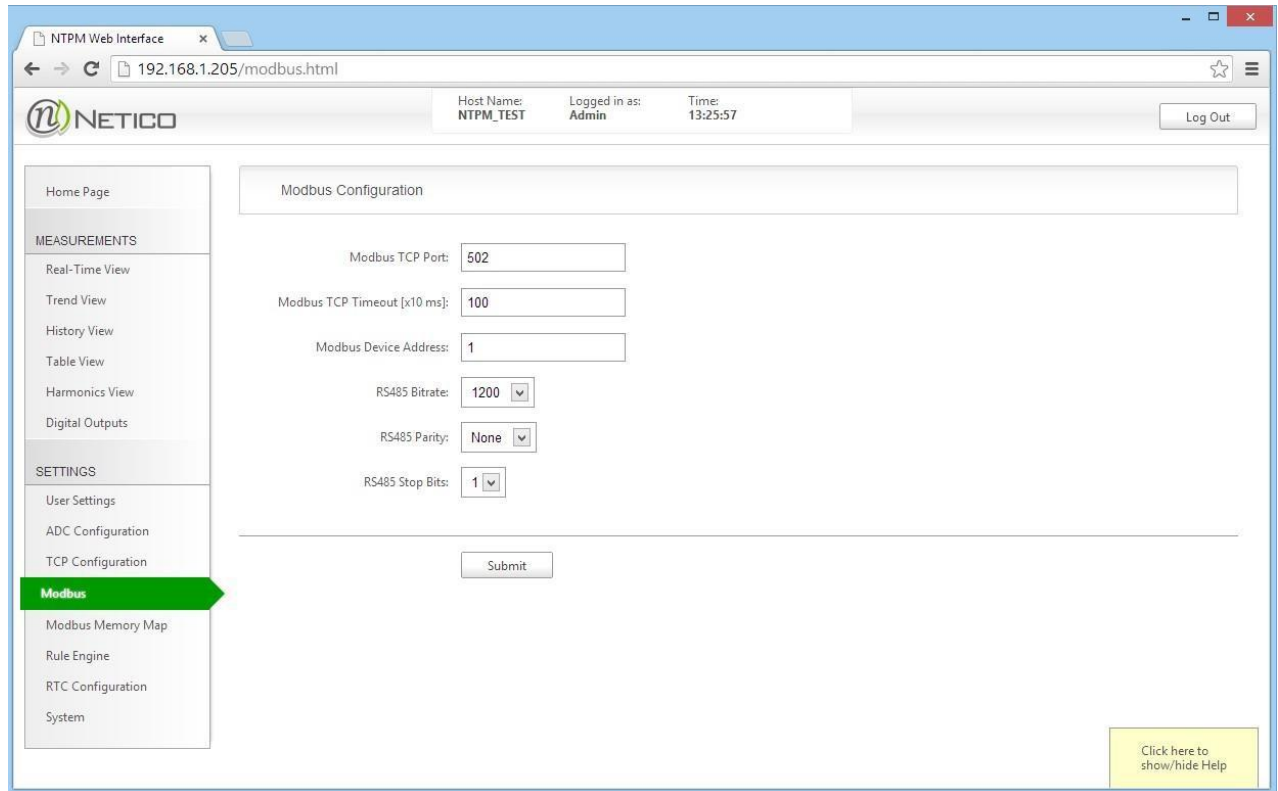 NTPM Web Interface
192.168.1.205/modbus.html
NETICO
Host Name: Logged in as: Time:
NTPM_TEST Admin 13:25:57
Log Out
Home Page
MEASUREMENTS
Real-Time View
Trend View
History View
Table View
Harmonics View
Digital Outputs
SETTINGS
User Settings
ADC Configuration
TCP Configuration
Modbus
Modbus Memory Map
Rule Engine
RTC Configuration
System
Modbus Configuration
Modbus TCP Port: 502
Modbus TCP Timeout [x10 ms]: 100
Modbus Device Address: 1
RS485 Bitrate: 1200
RS485 Parity: None
RS485 Stop Bits: 1
Submit
Click here to
show/hide Help